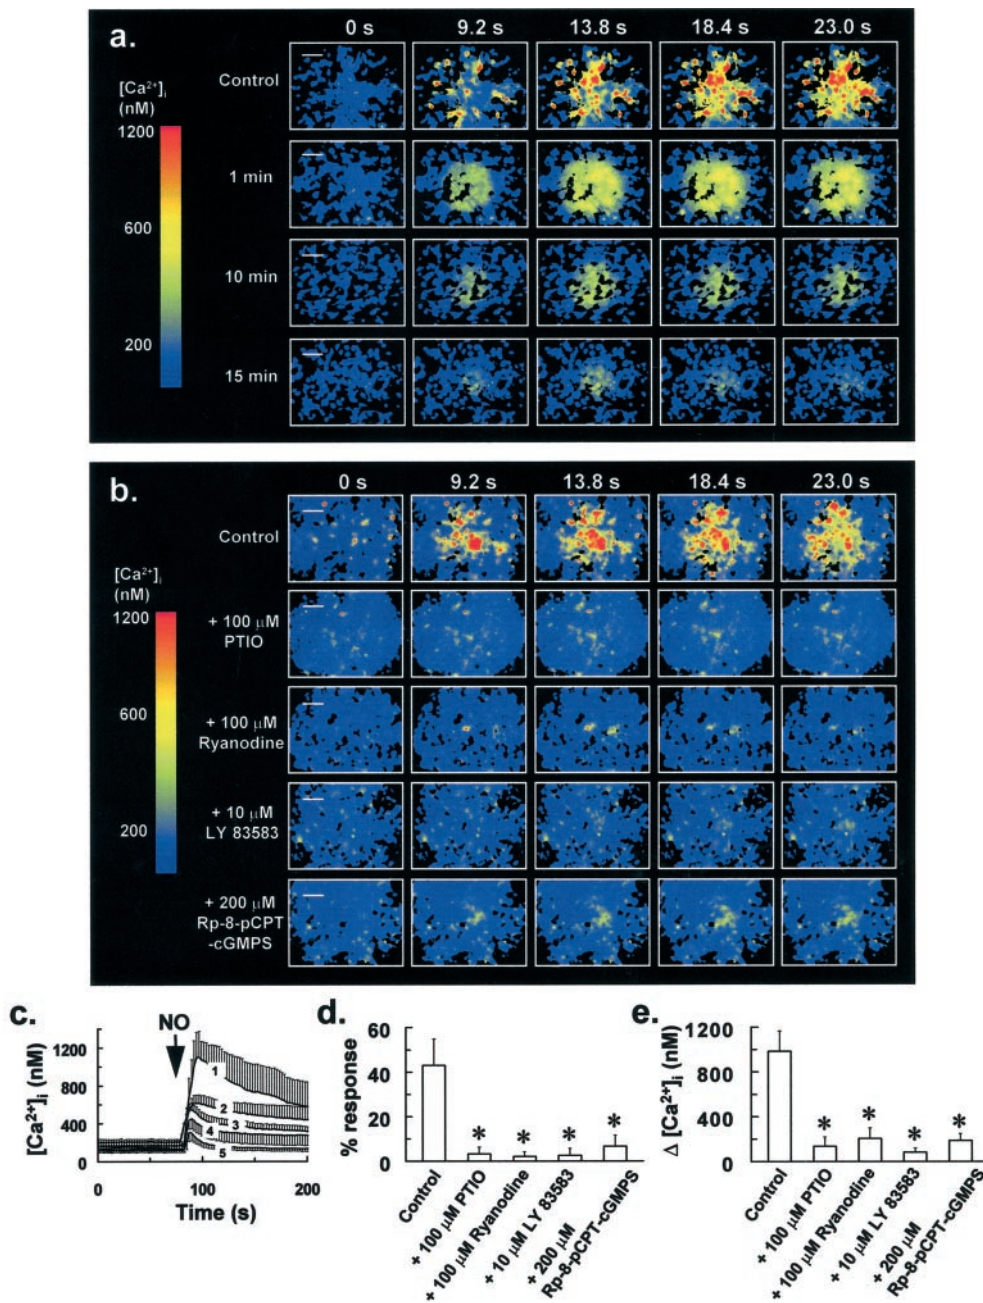 a.
0 s 9.2 s 13.8 s 18.4 s 23.0 s
[Ca²⁺]ᵢ
(nM)
1200
600
200
Control
1 min
10 min
15 min
b.
0 s 9.2 s 13.8 s 18.4 s 23.0 s
[Ca²⁺]ᵢ
(nM)
1200
600
200
Control
+ 100 μM
PTIO
+ 100 μM
Ryanodine
+ 10 μM
LY 83583
+ 200 μM
Rp-8-pCPT
-cGMPS
c.
NO
[Ca²⁺]ᵢ (nM)
1200
800
400
0
1
2
3
4
5
0 100 200
Time (s)
d.
% response
60
40
20
0
* * * *
Control
+ 100 μM PTIO
+ 100 μM Ryanodine
+ 10 μM LY 83583
+ 200 μM
Rp-8-pCPT-cGMPS
e.
Δ [Ca²⁺]ᵢ (nM)
1200
800
400
0
* * * *
Control
+ 100 μM PTIO
+ 100 μM Ryanodine
+ 10 μM LY 83583
+ 200 μM
Rp-8-pCPT-cGMPS